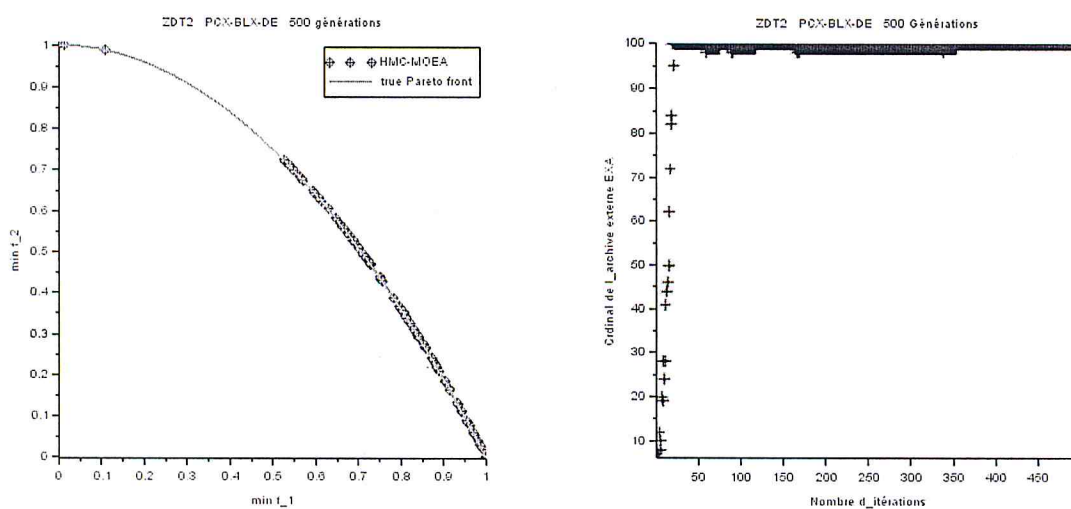 ZDT2 PCX-BLX-DE 500 générations
1
0.9
0.8
0.7
0.6
0.5
0.4
0.3
0.2
0.1
0
min f_2
0 0.1 0.2 0.3 0.4 0.5 0.6 0.7 0.8 0.9 1
min f_1
HMC-MOEA
true Pareto front
ZDT2 PCX-BLX-DE 500 Générations
100
90
80
70
60
50
40
30
20
10
Crdinal de l_archive externe EXA
50 100 150 200 250 300 350 400 450
Nombre d_itérations